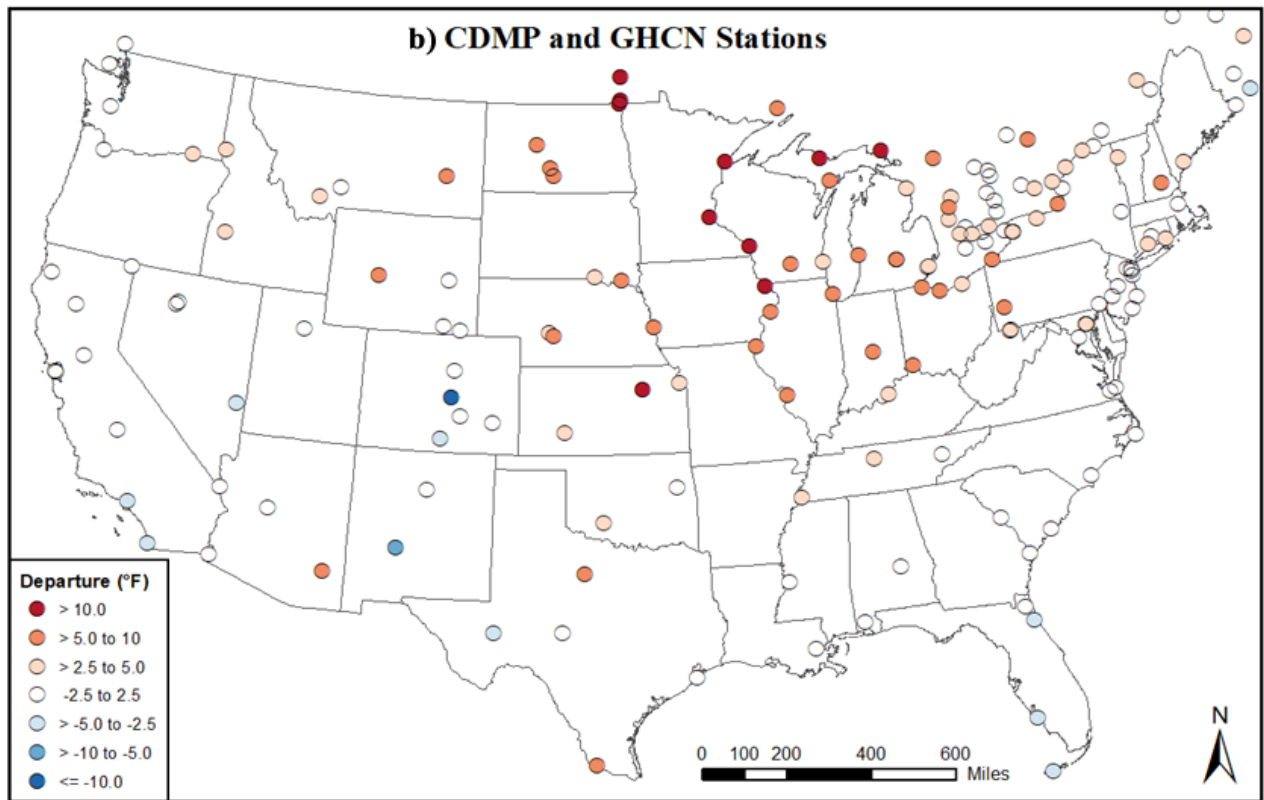 b) CDMP and GHCN Stations
Departure (°F)
> 10.0
> 5.0 to 10
> 2.5 to 5.0
-2.5 to 2.5
> -5.0 to -2.5
> -10 to -5.0
<= -10.0
N
0 100 200 400 600
Miles